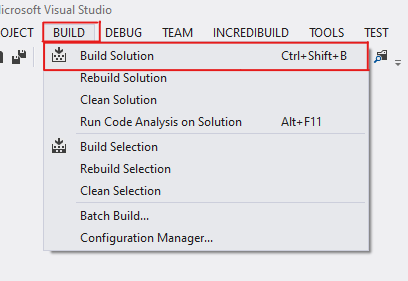 Microsoft Visual Studio
OJECT BUILD DEBUG TEAM INCREDIBUILD TOOLS TEST
Build Solution Ctrl+Shift+B
Rebuild Solution
Clean Solution
Run Code Analysis on Solution Alt+F11
Build Selection
Rebuild Selection
Clean Selection
Batch Build...
Configuration Manager...